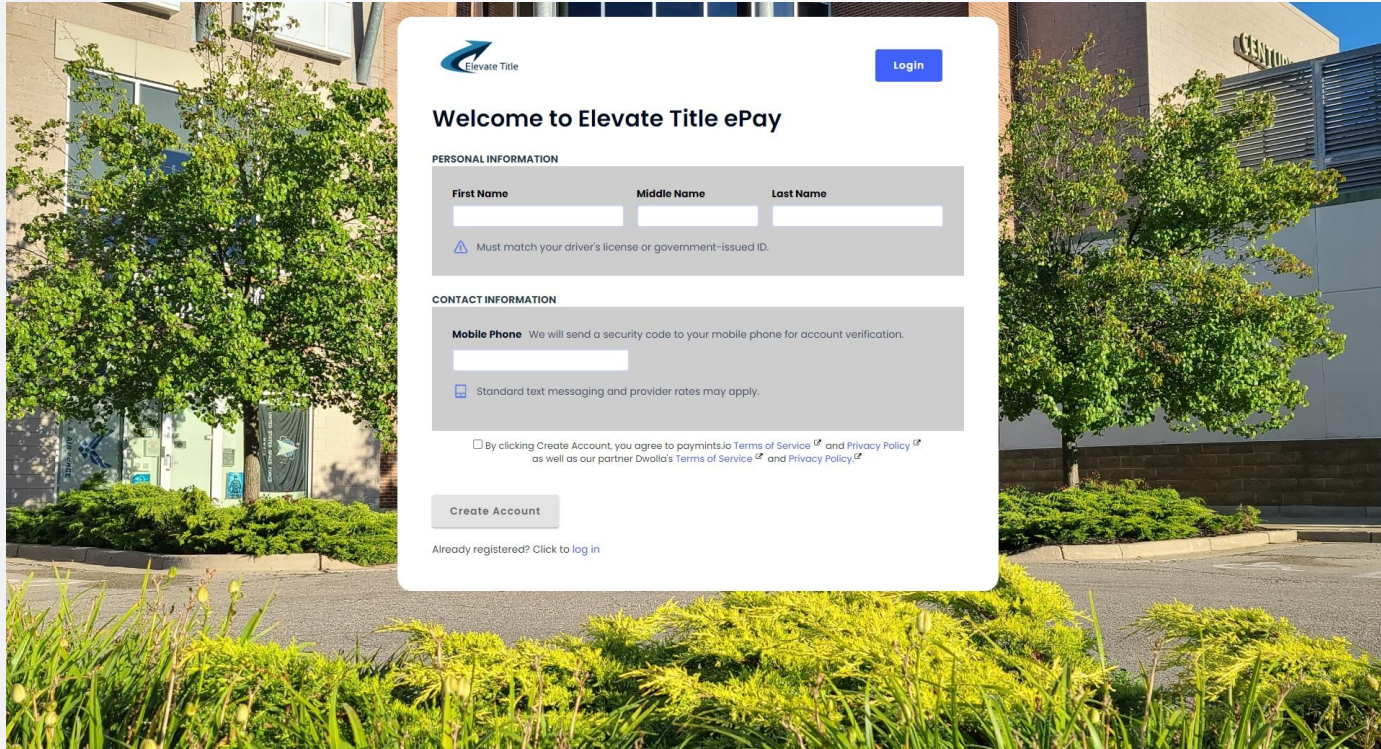 CENTUR
Elevate Title
Login
Welcome to Elevate Title ePay
PERSONAL INFORMATION
First Name Middle Name Last Name
Must match your driver's license or government-issued ID.
CONTACT INFORMATION
Mobile Phone We will send a security code to your mobile phone for account verification.
Standard text messaging and provider rates may apply.
By clicking Create Account, you agree to paymints.io Terms of Service and Privacy Policy
as well as our partner Dwolla's Terms of Service and Privacy Policy.
Create Account
Already registered? Click to log in